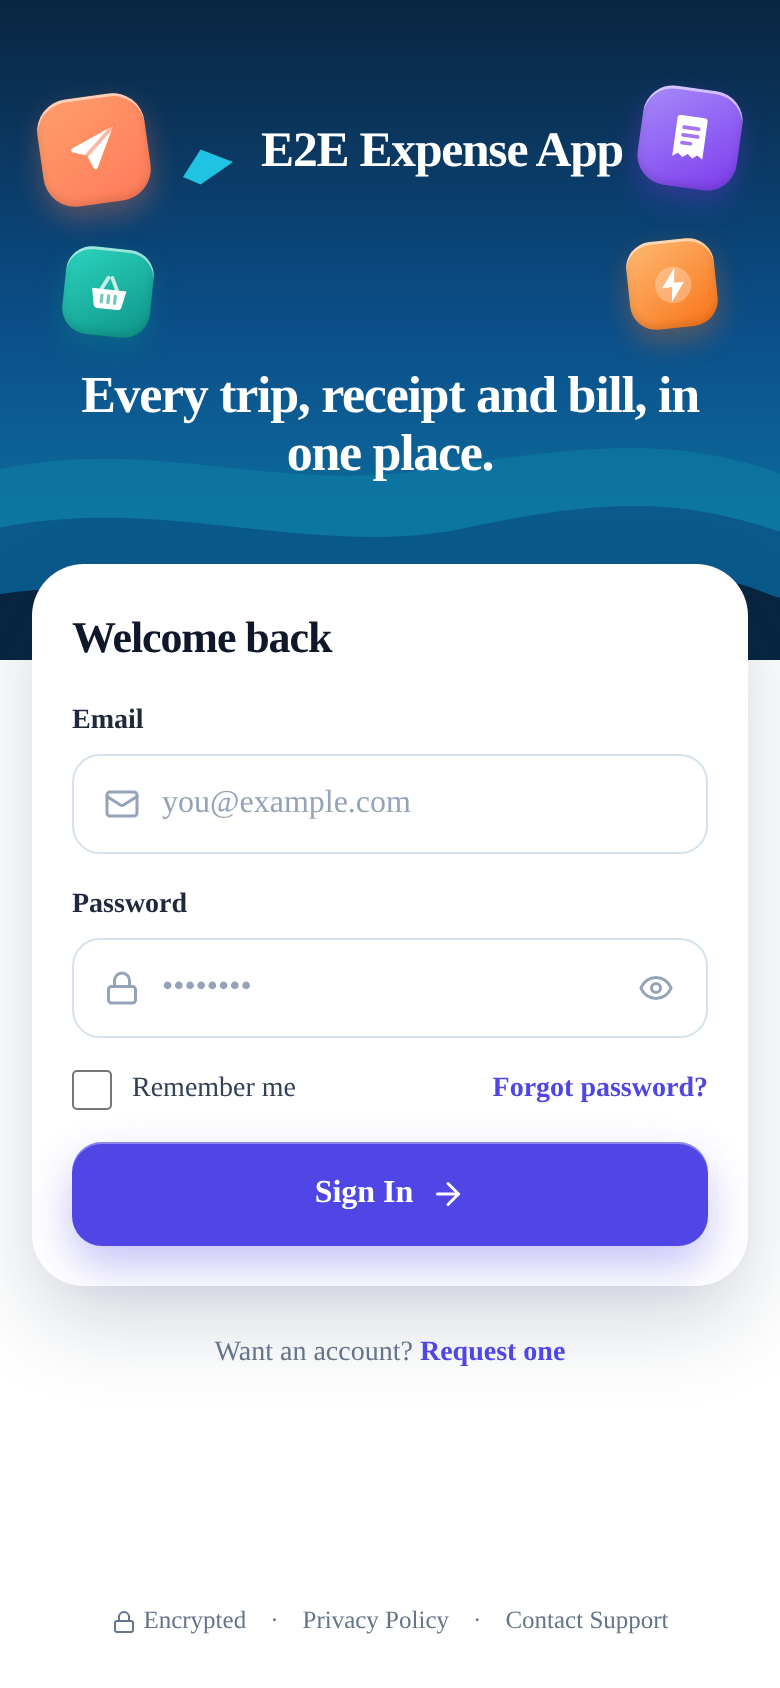 E2E Expense App
Every trip, receipt and bill, in
one place.
Welcome back
Email
you@example.com
Password
••••••••
Remember me
Forgot password?
Sign In
Want an account? Request one
Encrypted · Privacy Policy · Contact Support